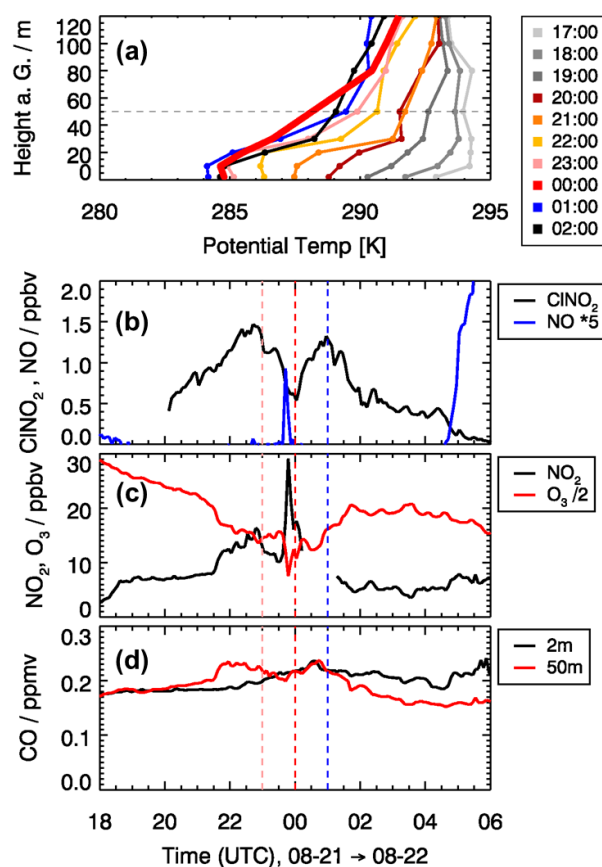 (a)
Height a. G. / m
120
100
80
60
40
20
0
280
285
290
295
Potential Temp [K]
17:00
18:00
19:00
20:00
21:00
22:00
23:00
00:00
01:00
02:00
(b)
ClNO₂ , NO / ppbv
2.0
1.5
1.0
0.5
0.0
ClNO₂
NO *5
(c)
NO₂, O₃ / ppbv
30
20
10
0
NO₂
O₃ /2
(d)
CO / ppmv
0.3
0.2
0.1
0.0
2m
50m
18
20
22
00
02
04
06
Time (UTC), 08-21 → 08-22